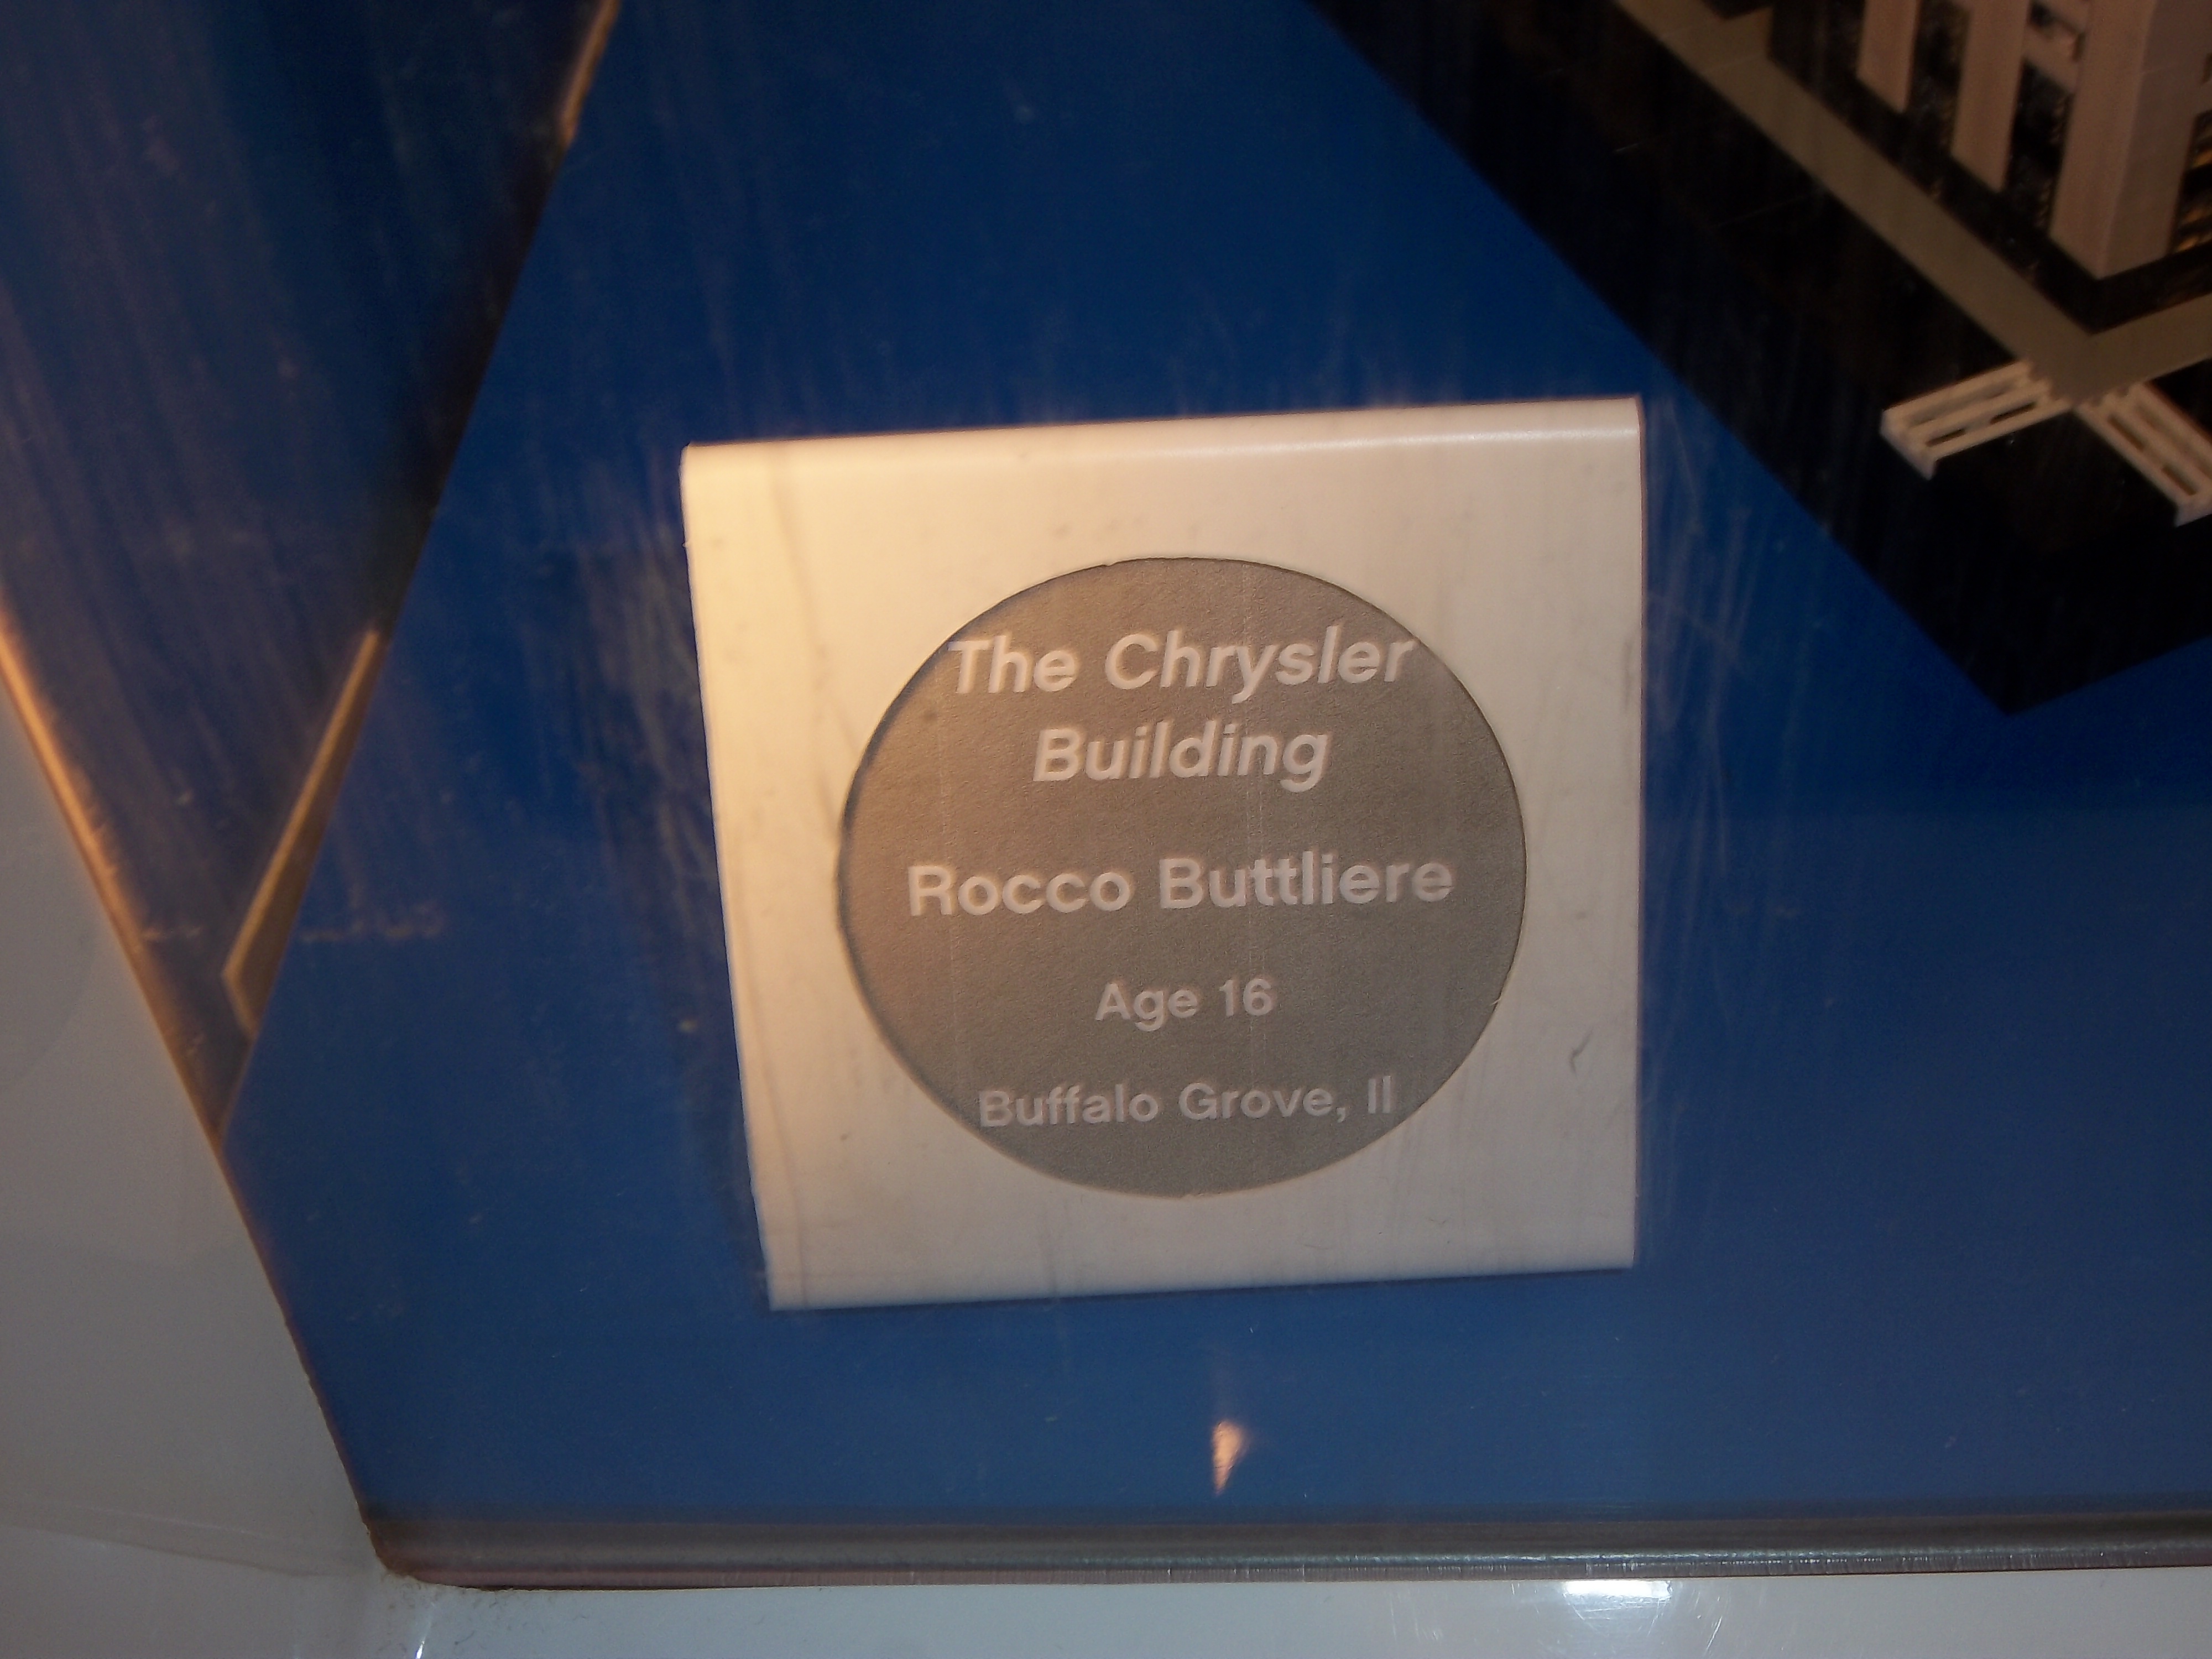 The Chrysler
Building
Rocco Buttliere
Age 16
Buffalo Grove, Il